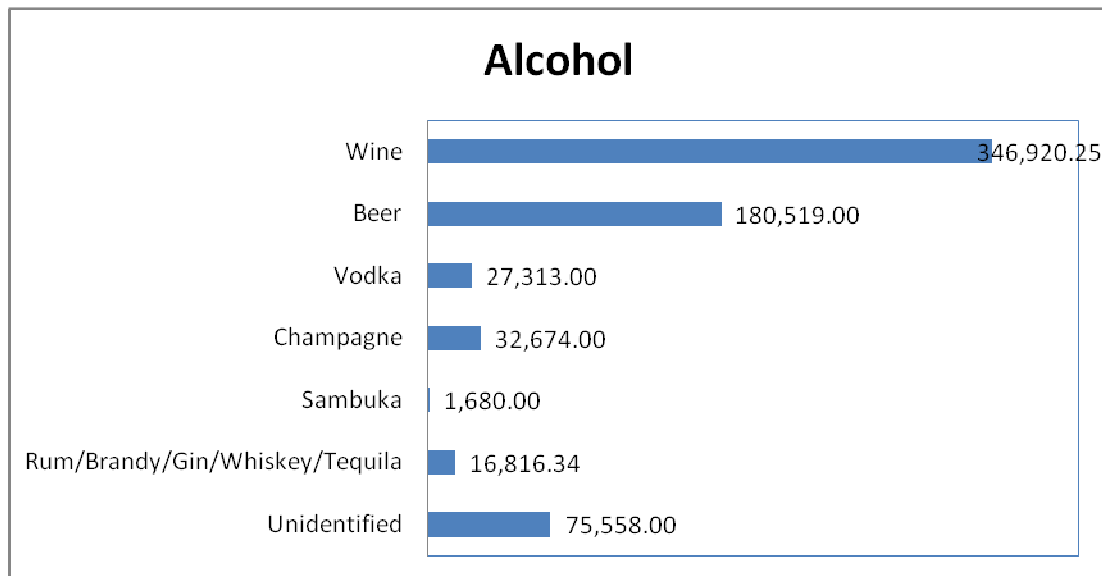 Alcohol
Wine 346,920.25
Beer 180,519.00
Vodka 27,313.00
Champagne 32,674.00
Sambuka 1,680.00
Rum/Brandy/Gin/Whiskey/Tequila 16,816.34
Unidentified 75,558.00